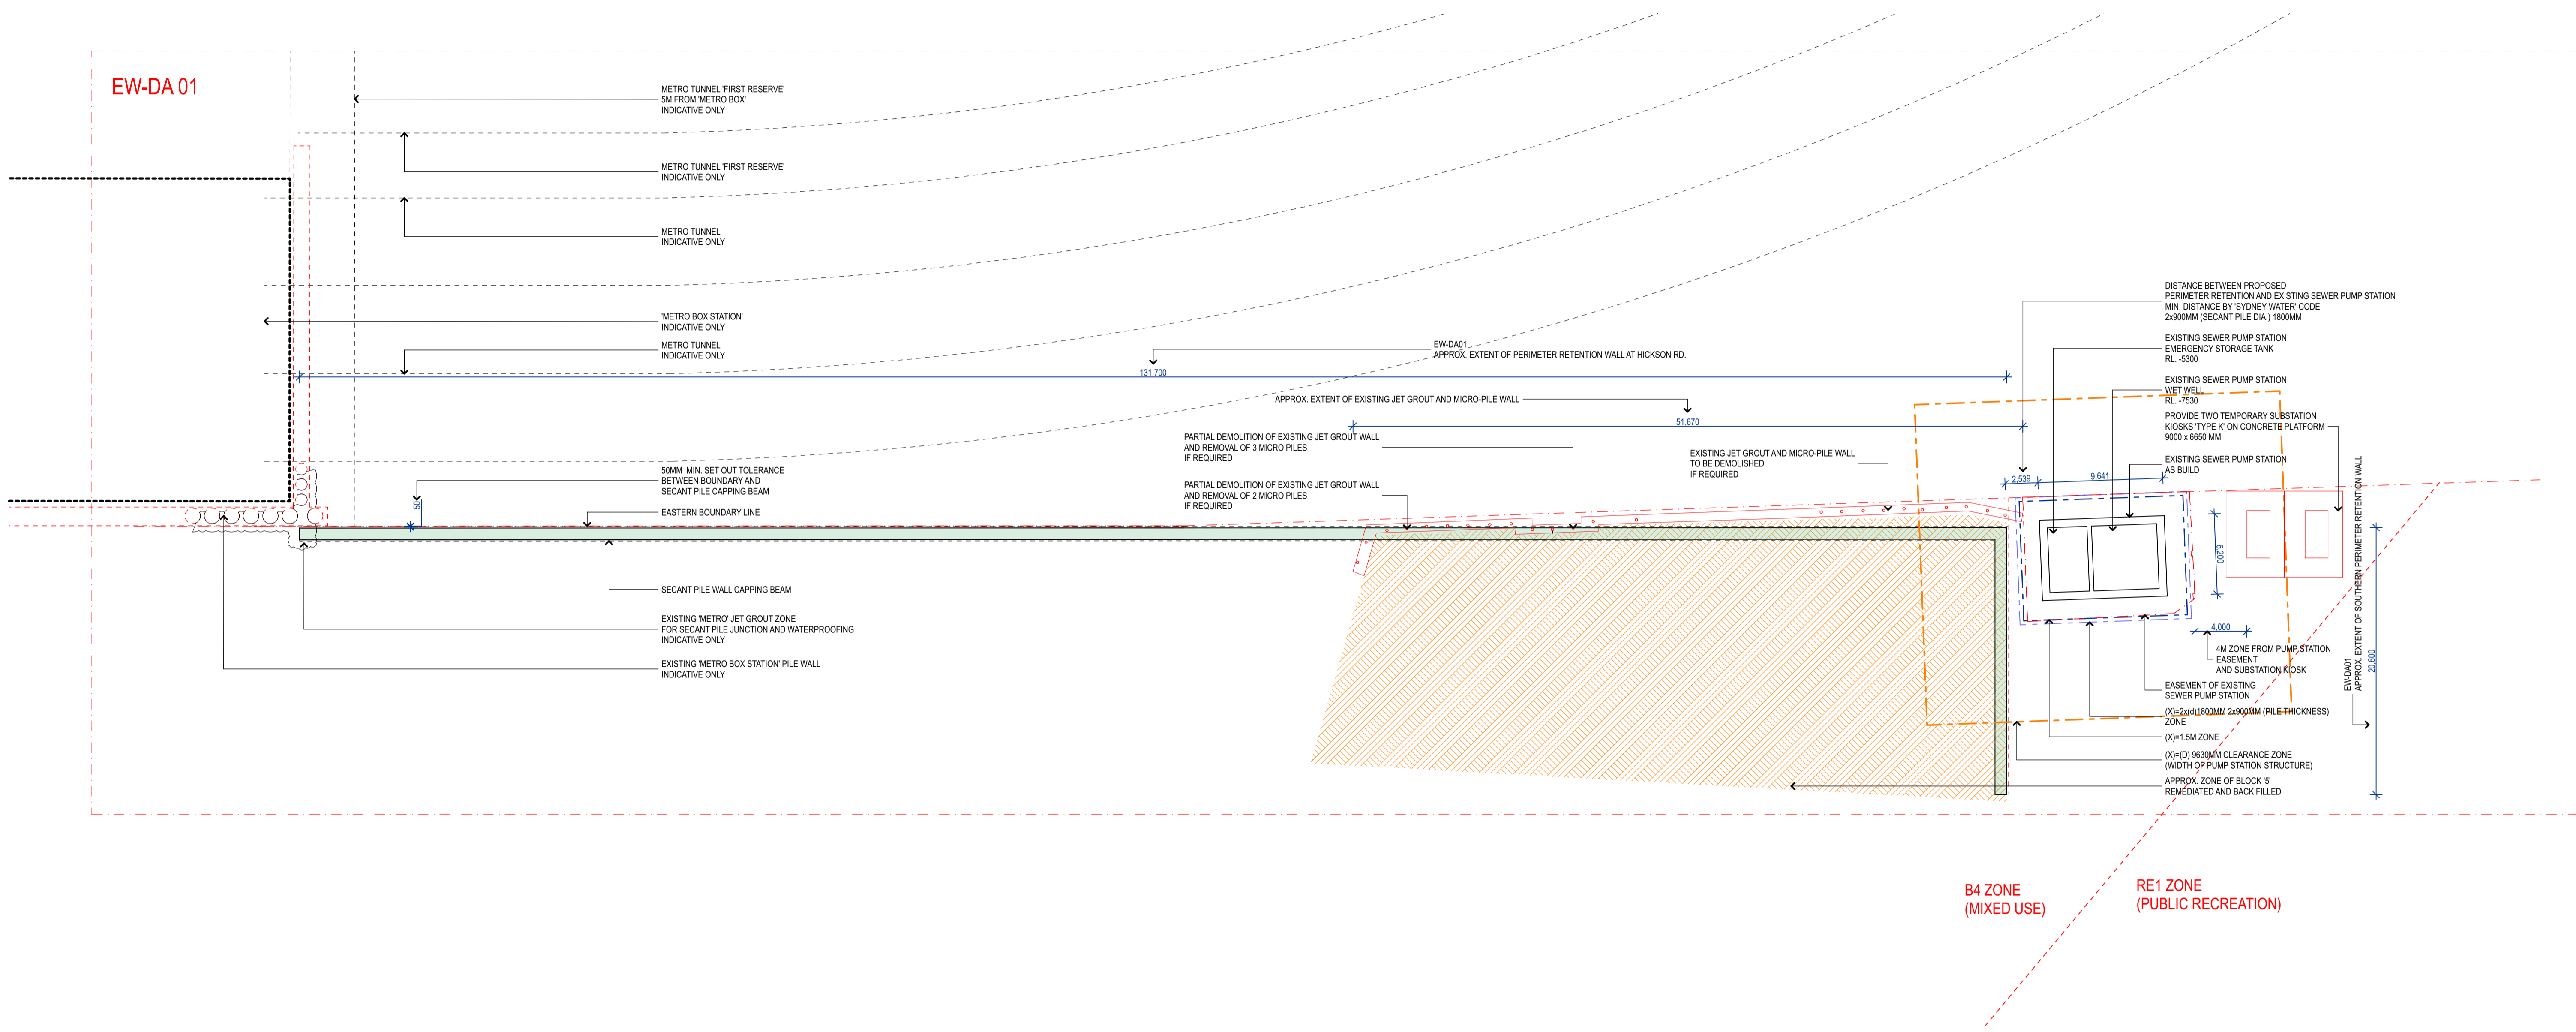 EW-DA 01
METRO TUNNEL 'FIRST RESERVE'
5M FROM 'METRO BOX'
INDICATIVE ONLY
METRO TUNNEL 'FIRST RESERVE'
INDICATIVE ONLY
METRO TUNNEL
INDICATIVE ONLY
'METRO BOX STATION'
INDICATIVE ONLY
METRO TUNNEL
INDICATIVE ONLY
EW-DA01
APPROX. EXTENT OF PERIMETER RETENTION WALL AT HICKSON RD.
131,700
APPROX. EXTENT OF EXISTING JET GROUT AND MICRO-PILE WALL
51,670
PARTIAL DEMOLITION OF EXISTING JET GROUT WALL
AND REMOVAL OF 3 MICRO PILES
IF REQUIRED
PARTIAL DEMOLITION OF EXISTING JET GROUT WALL
AND REMOVAL OF 2 MICRO PILES
IF REQUIRED
EXISTING JET GROUT AND MICRO-PILE WALL
TO BE DEMOLISHED
IF REQUIRED
50MM  MIN. SET OUT TOLERANCE
BETWEEN BOUNDARY AND
SECANT PILE CAPPING BEAM
50
EASTERN BOUNDARY LINE
SECANT PILE WALL CAPPING BEAM
EXISTING 'METRO' JET GROUT ZONE
FOR SECANT PILE JUNCTION AND WATERPROOFING
INDICATIVE ONLY
EXISTING 'METRO BOX STATION' PILE WALL
INDICATIVE ONLY
DISTANCE BETWEEN PROPOSED
PERIMETER RETENTION AND EXISTING SEWER PUMP STATION
MIN. DISTANCE BY 'SYDNEY WATER' CODE
2x900MM (SECANT PILE DIA.) 1800MM
EXISTING SEWER PUMP STATION
EMERGENCY STORAGE TANK
RL. -5300
EXISTING SEWER PUMP STATION
WET WELL
RL. -7530
PROVIDE TWO TEMPORARY SUBSTATION
KIOSKS 'TYPE K' ON CONCRETE PLATFORM
9000 x 6650 MM
EXISTING SEWER PUMP STATION
AS BUILD
2,539
9,641
6,200
4,000
4M ZONE FROM PUMP STATION
EASEMENT
AND SUBSTATION KIOSK
EASEMENT OF EXISTING
SEWER PUMP STATION
(X)=2x(d)1800MM 2x900MM (PILE THICKNESS)
ZONE
(X)=1.5M ZONE
(X)=(D) 9630MM CLEARANCE ZONE
(WIDTH OF PUMP STATION STRUCTURE)
APPROX. ZONE OF BLOCK '5'
REMEDIATED AND BACK FILLED
EW-DA01
APPROX. EXTENT OF SOUTHERN PERIMETER RETENTION WALL
20,600
B4 ZONE
(MIXED USE)
RE1 ZONE
(PUBLIC RECREATION)